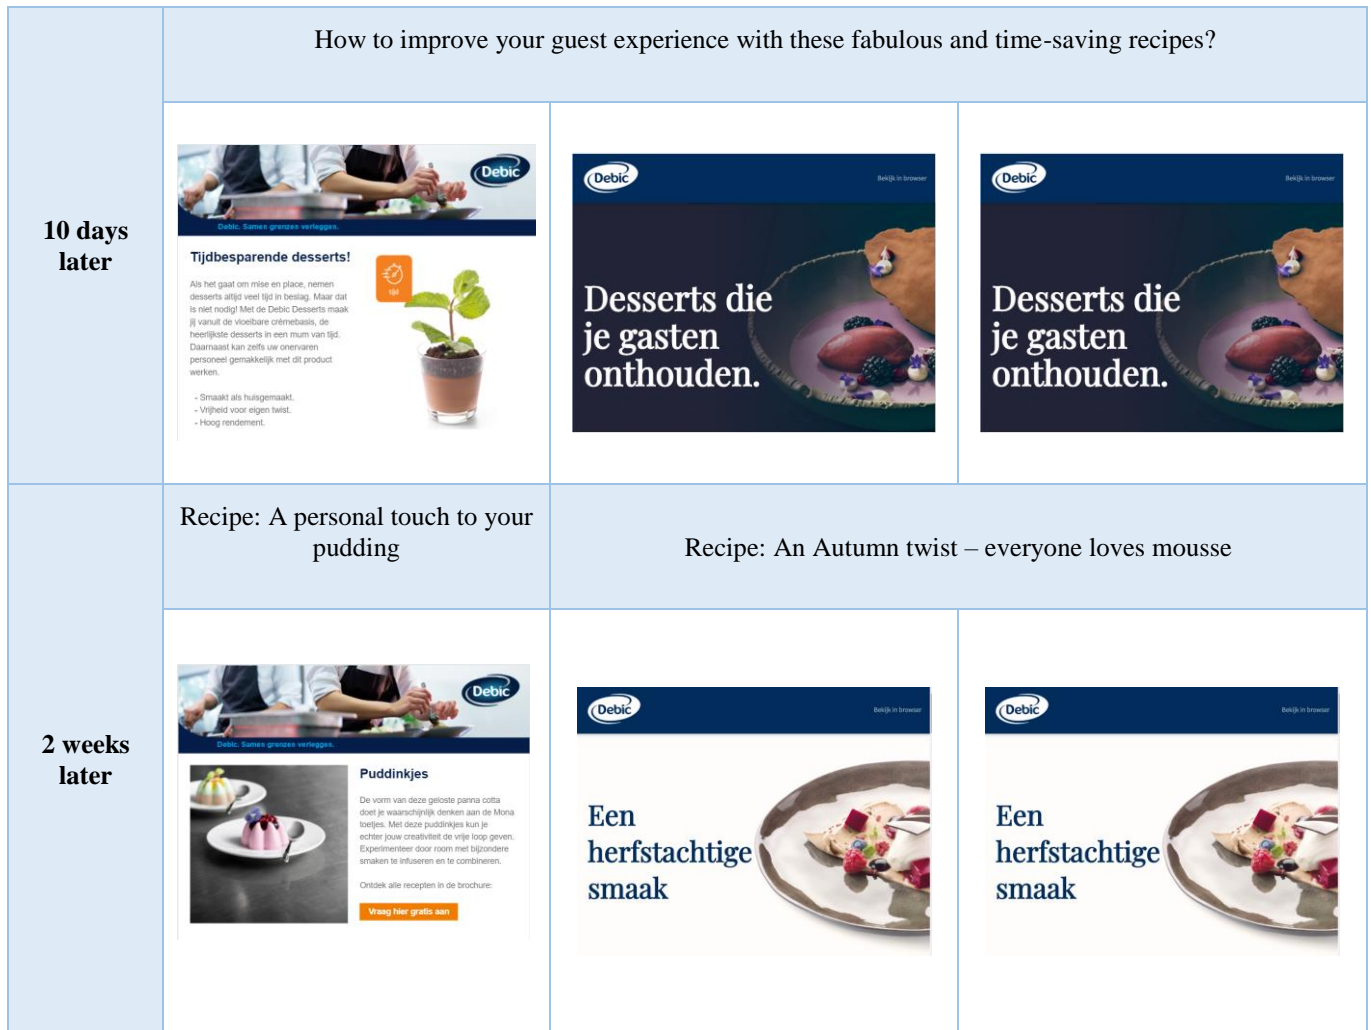 How to improve your guest experience with these fabulous and time-saving recipes?
10 days
later
Debic
Debic. Samen grenzen verleggen.
Tijdbesparende desserts!
tijd
Als het gaat om mise en place, nemen
desserts altijd veel tijd in beslag. Maar dat
is niet nodig! Met de Debic Desserts maak
jij vanuit de vloeibare crèmebasis, de
heerlijkste desserts in een mum van tijd.
Daarnaast kan zelfs uw onervaren
personeel gemakkelijk met dit product
werken.
- Smaakt als huisgemaakt.
- Vrijheid voor eigen twist.
- Hoog rendement.
Debic
Bekijk in browser
Desserts die
je gasten
onthouden.
Debic
Bekijk in browser
Desserts die
je gasten
onthouden.
2 weeks
later
Recipe: A personal touch to your
pudding
Recipe: An Autumn twist – everyone loves mousse
Debic
Debic. Samen grenzen verleggen.
Puddinkjes
De vorm van deze geloste panna cotta
doet je waarschijnlijk denken aan de Mona
toetjes. Met deze puddinkjes kun je
echter jouw creativiteit de vrije loop geven.
Experimenteer door room met bijzondere
smaken te infuseren en te combineren.
Ontdek alle recepten in de brochure:
Vraag hier gratis aan
Debic
Bekijk in browser
Een
herfstachtige
smaak
Debic
Bekijk in browser
Een
herfstachtige
smaak